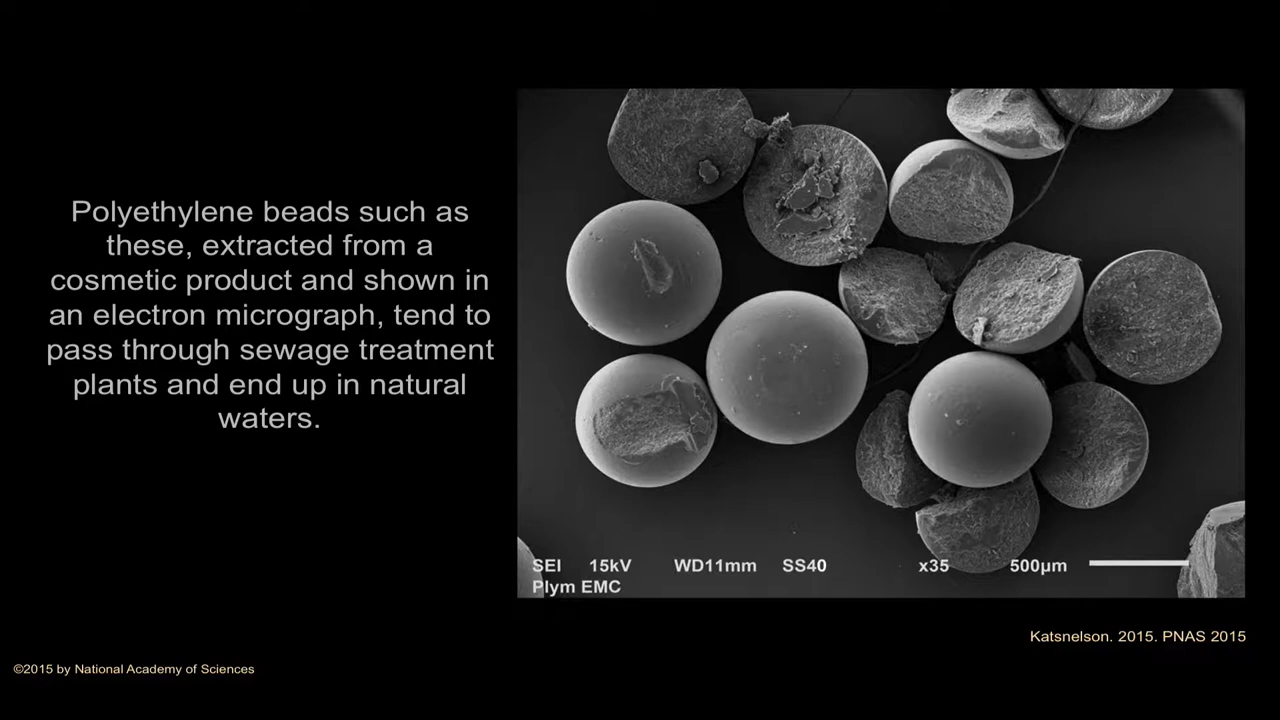 Polyethylene beads such as
these, extracted from a
cosmetic product and shown in
an electron micrograph, tend to
pass through sewage treatment
plants and end up in natural
waters.
SEI 15kV WD11mm SS40 x35 500µm
Plym EMC
Katsnelson. 2015. PNAS 2015
©2015 by National Academy of Sciences